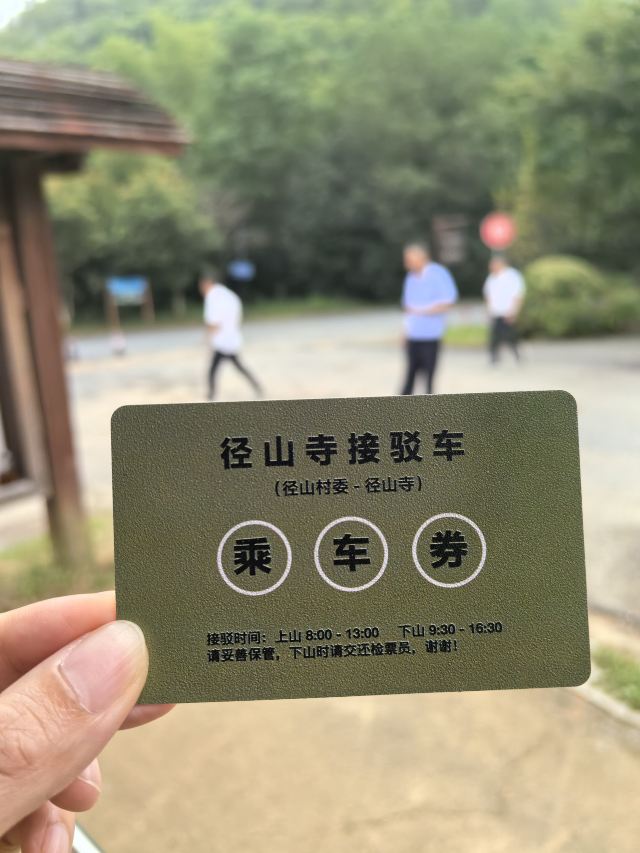 径山寺接驳车
（径山村委 - 径山寺）
乘车券
接驳时间：上山 8:00 - 13:00 下山 9:30 - 16:30
请妥善保管，下山时请交还检票员，谢谢！